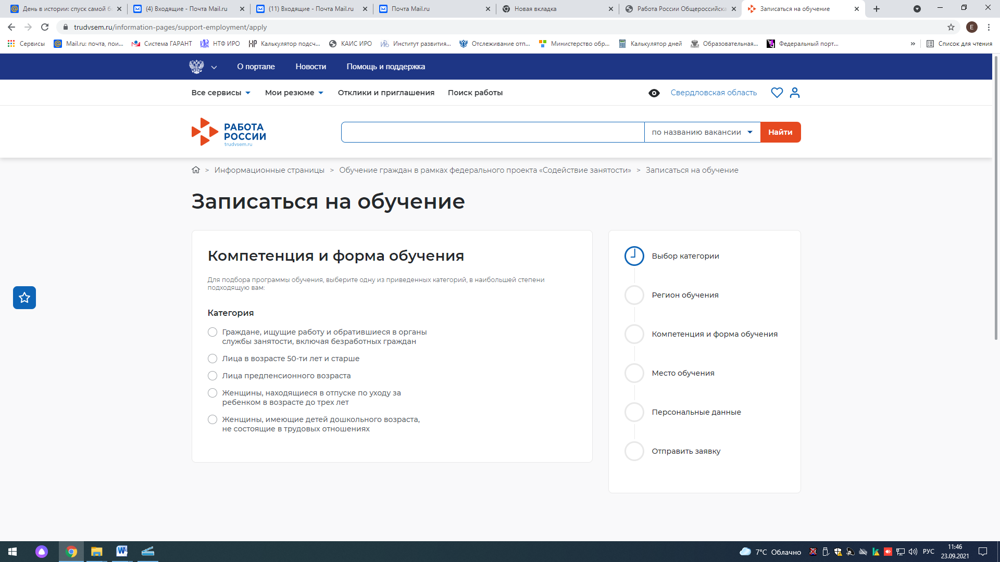 День в истории: спуск самой б
(4) Входящие - Почта Mail.ru
(11) Входящие - Почта Mail.ru
Почта Mail.ru
Новая вкладка
Работа России Общероссийска
Записаться на обучение
trudvsem.ru/information-pages/support-employment/apply
E
Сервисы
Mail.ru: почта, пои...
Система ГАРАНТ
НТФ ИРО
Калькулятор подсч...
КАИС ИРО
Институт развития...
Отслеживание отп...
Министерство обр...
Калькулятор дней
Образовательная...
Федеральный порт...
»
Список для чтения
О портале
Новости
Помощь и поддержка
Все сервисы
Мои резюме
Отклики и приглашения
Поиск работы
Свердловская область
РАБОТА
РОССИИ
trudvsem.ru
по названию вакансии
Найти
> Информационные страницы > Обучение граждан в рамках федерального проекта «Содействие занятости» > Записаться на обучение
Записаться на обучение
Компетенция и форма обучения
Для подбора программы обучения, выберите одну из приведенных категорий, в наибольшей степени
подходящую вам:
Категория
Граждане, ищущие работу и обратившиеся в органы
службы занятости, включая безработных граждан
Лица в возрасте 50-ти лет и старше
Лица предпенсионного возраста
Женщины, находящиеся в отпуске по уходу за
ребенком в возрасте до трех лет
Женщины, имеющие детей дошкольного возраста,
не состоящие в трудовых отношениях
Выбор категории
Регион обучения
Компетенция и форма обучения
Место обучения
Персональные данные
Отправить заявку
7°C Облачно
РУС
11:46
23.09.2021